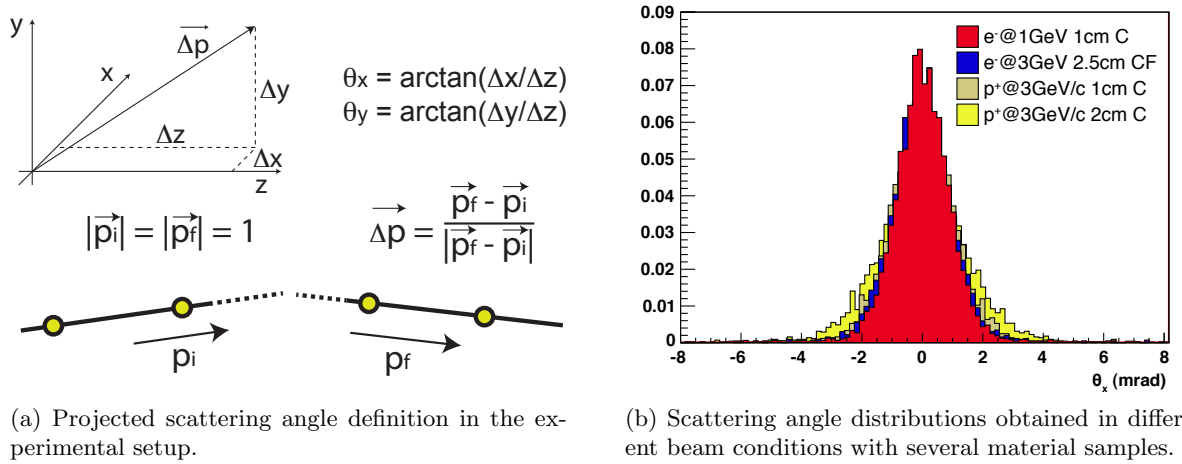 y
x
z
Δp
Δy
Δz
Δx
θx = arctan(Δx/Δz)
θy = arctan(Δy/Δz)
|pi| = |pf| = 1
Δp = pf - pi / |pf - pi|
pi
pf
(a) Projected scattering angle definition in the ex-
perimental setup.
0.09
0.08
0.07
0.06
0.05
0.04
0.03
0.02
0.01
0
e⁻@1GeV 1cm C
e⁻@3GeV 2.5cm CF
p⁺@3GeV/c 1cm C
p⁺@3GeV/c 2cm C
-8 -6 -4 -2 0 2 4 6 8
θx (mrad)
(b) Scattering angle distributions obtained in differ
ent beam conditions with several material samples.